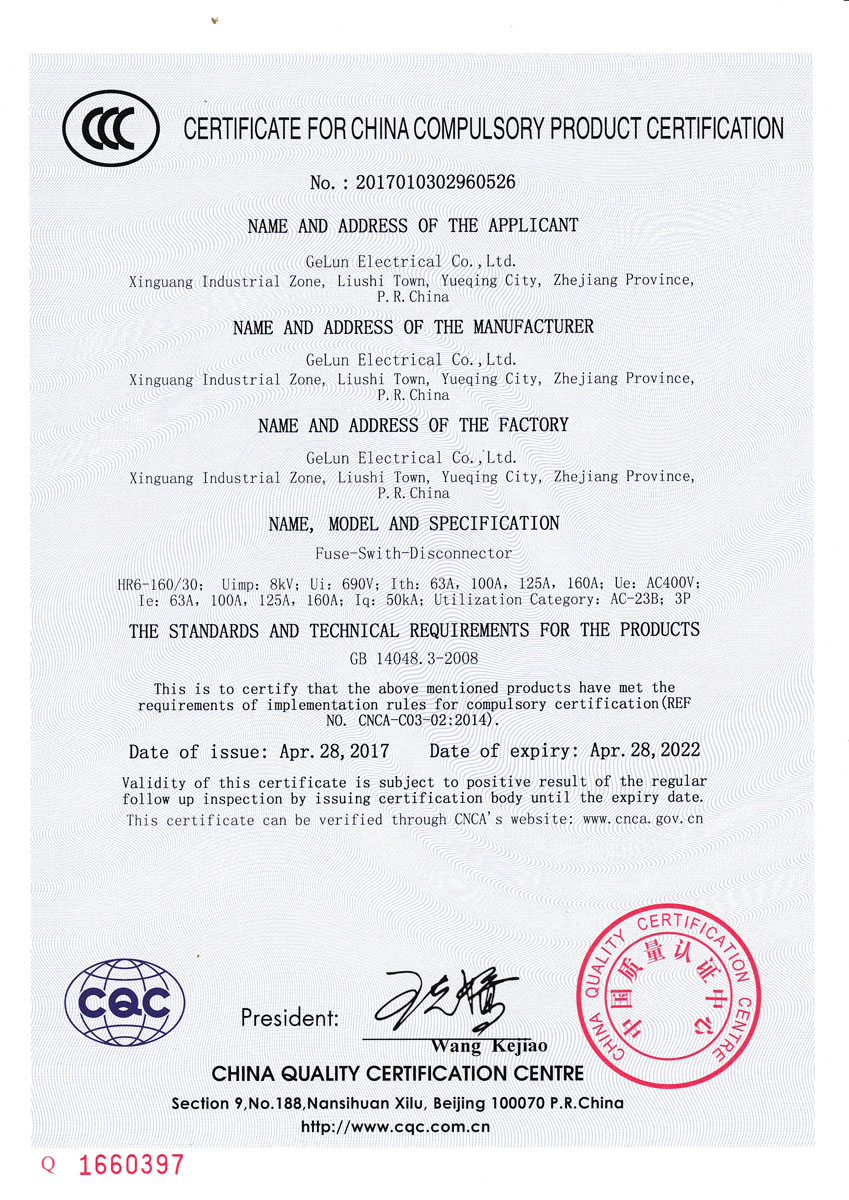 CCC
CERTIFICATE FOR CHINA COMPULSORY PRODUCT CERTIFICATION
No. : 2017010302960526
NAME AND ADDRESS OF THE APPLICANT
GeLun Electrical Co.,Ltd.
Xinguang Industrial Zone, Liushi Town, Yueqing City, Zhejiang Province,
P.R.China
NAME AND ADDRESS OF THE MANUFACTURER
GeLun Electrical Co.,Ltd.
Xinguang Industrial Zone, Liushi Town, Yueqing City, Zhejiang Province,
P.R.China
NAME AND ADDRESS OF THE FACTORY
GeLun Electrical Co.,Ltd.
Xinguang Industrial Zone, Liushi Town, Yueqing City, Zhejiang Province,
P.R.China
NAME, MODEL AND SPECIFICATION
Fuse-Swith-Disconnector
HR6-160/30; Uimp: 8kV; Ui: 690V; Ith: 63A, 100A, 125A, 160A; Ue: AC400V;
Ie: 63A, 100A, 125A, 160A; Iq: 50kA; Utilization Category: AC-23B; 3P
THE STANDARDS AND TECHNICAL REQUIREMENTS FOR THE PRODUCTS
GB 14048.3-2008
This is to certify that the above mentioned products have met the
requirements of implementation rules for compulsory certification(REF
NO. CNCA-C03-02:2014).
Date of issue: Apr.28,2017 Date of expiry: Apr.28,2022
Validity of this certificate is subject to positive result of the regular
follow up inspection by issuing certification body until the expiry date.
This certificate can be verified through CNCA's website: www.cnca.gov.cn
CHINA QUALITY CERTIFICATION CENTRE
中国质量认证中心
CQC
President:
王克娇
Wang Kejiao
CHINA QUALITY CERTIFICATION CENTRE
Section 9,No.188,Nansihuan Xilu, Beijing 100070 P.R.China
http://www.cqc.com.cn
Q 1660397